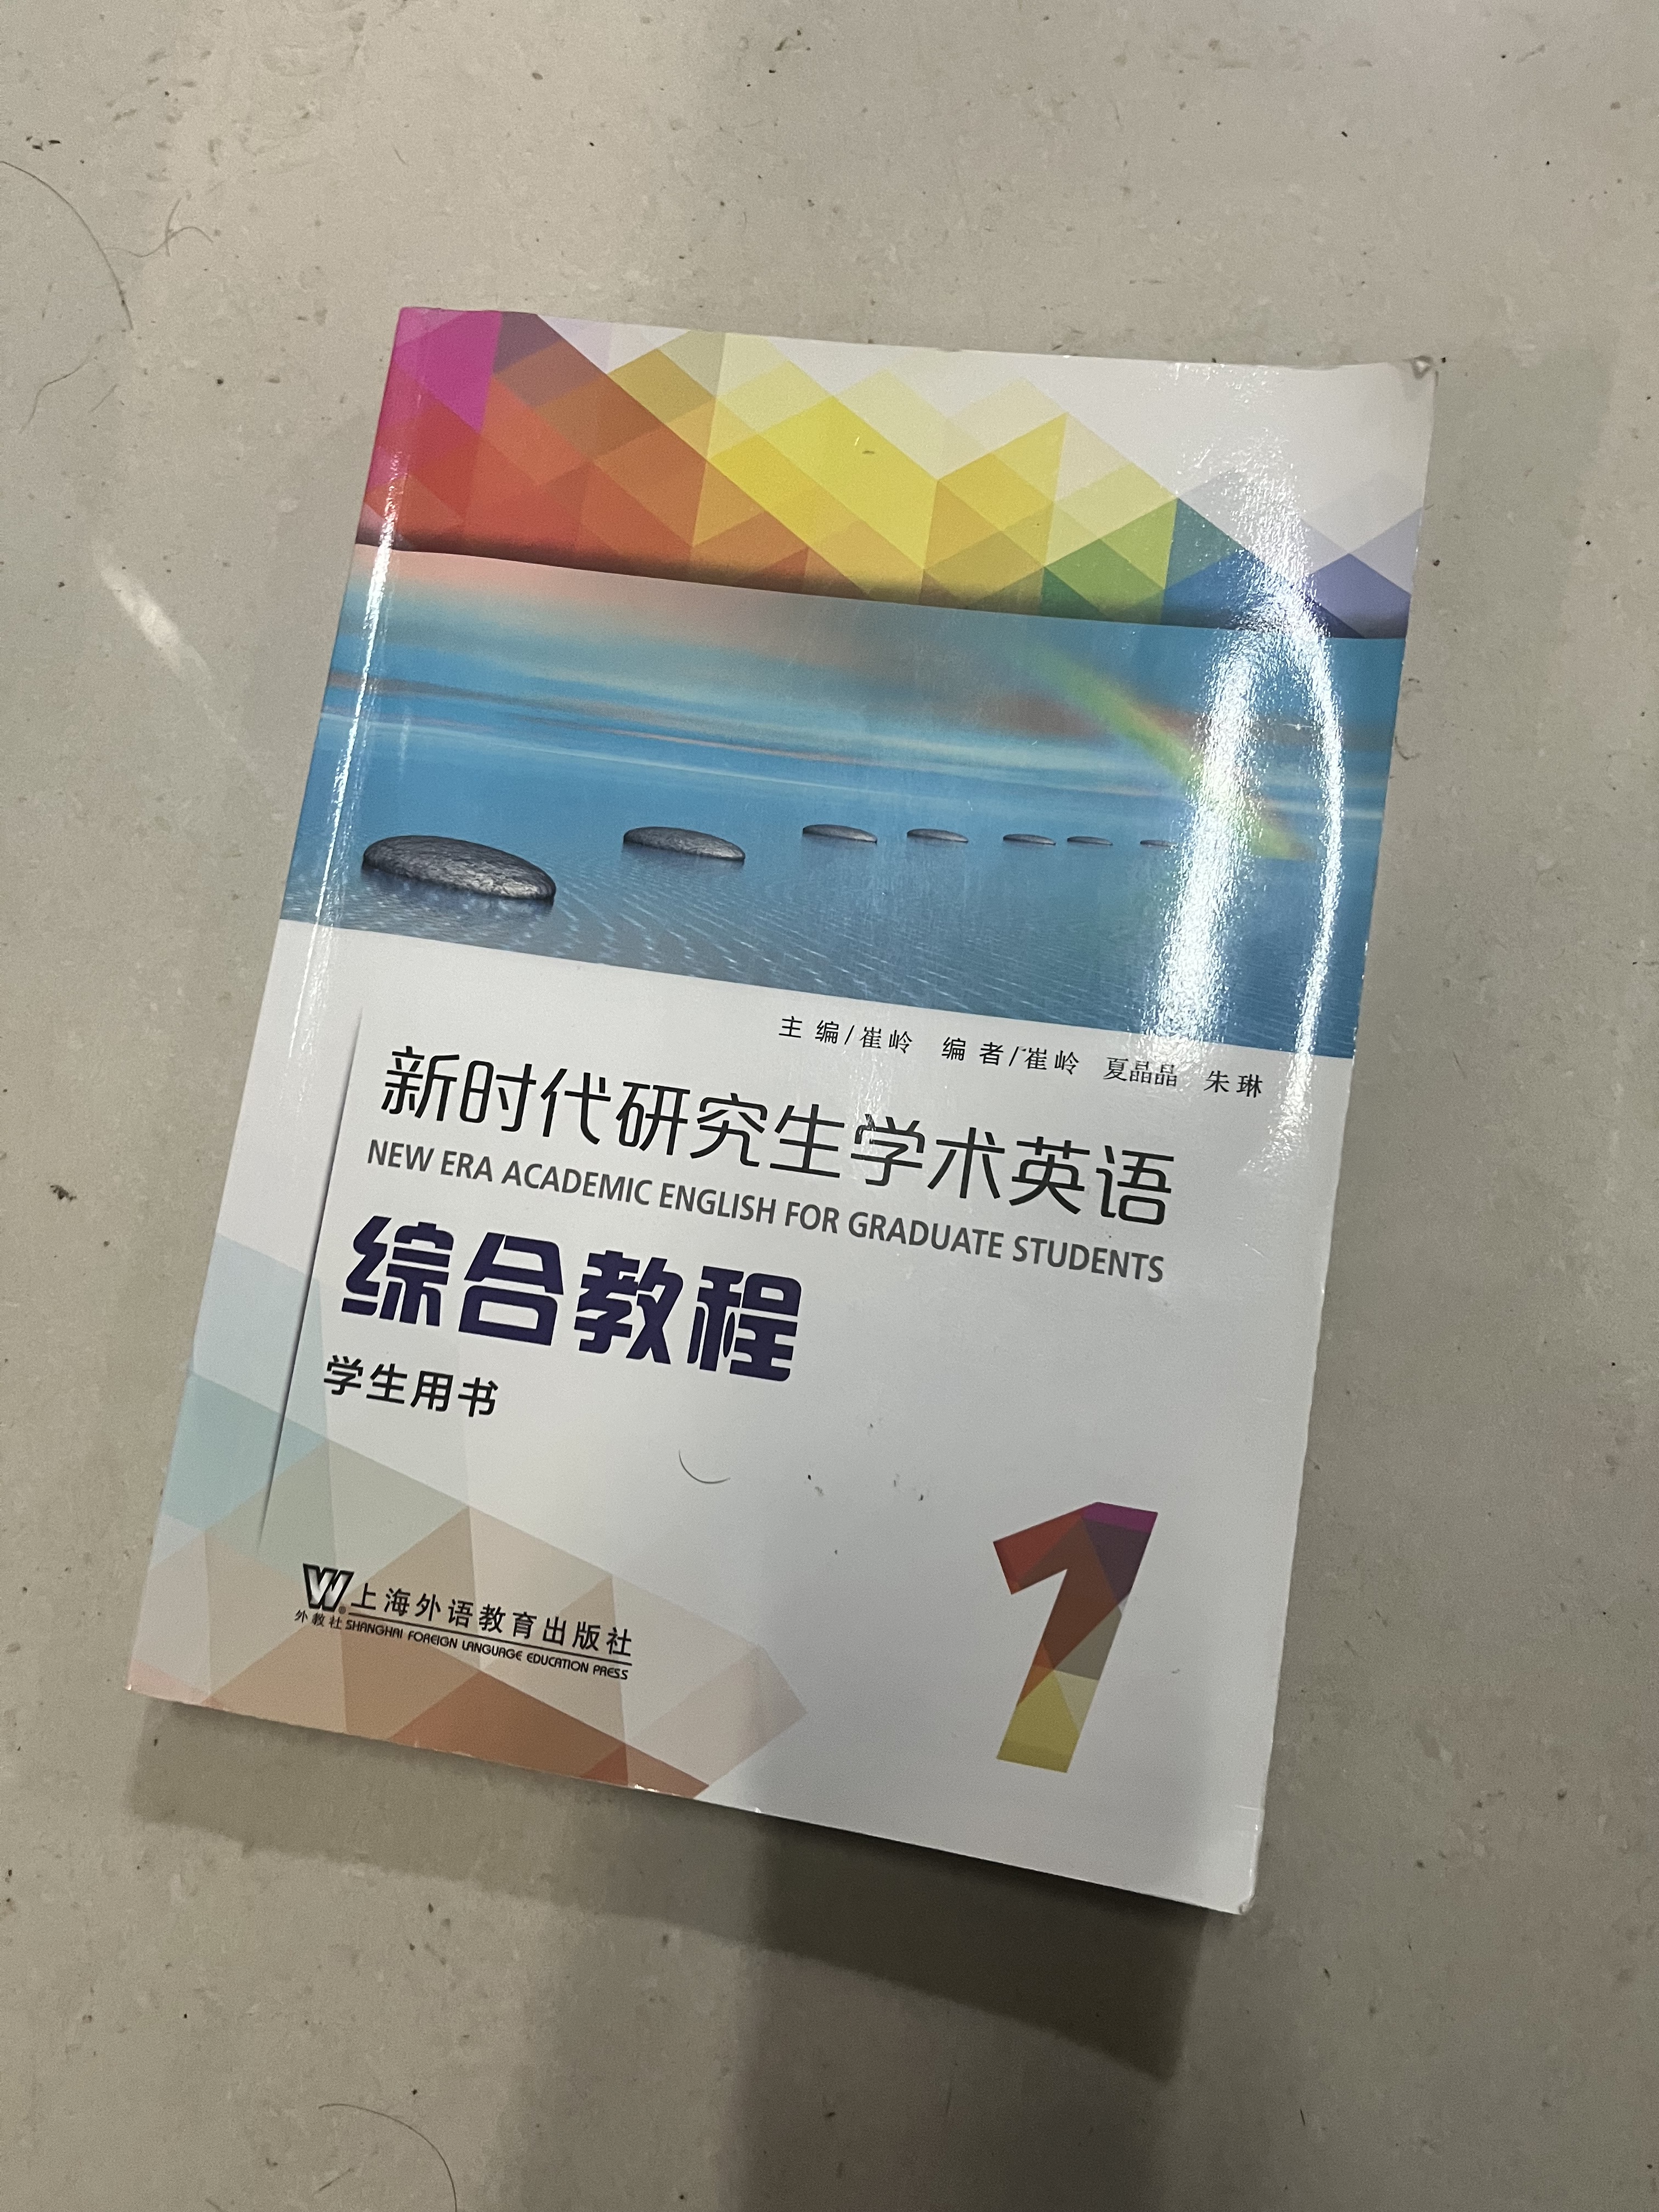 主 编/崔 岭 编 者/崔 岭 夏晶晶 朱 琳
新时代研究生学术英语
NEW ERA ACADEMIC ENGLISH FOR GRADUATE STUDENTS
综合教程
学生用书
1
W
上海外语教育出版社
外教社 SHANGHAI FOREIGN LANGUAGE EDUCATION PRESS